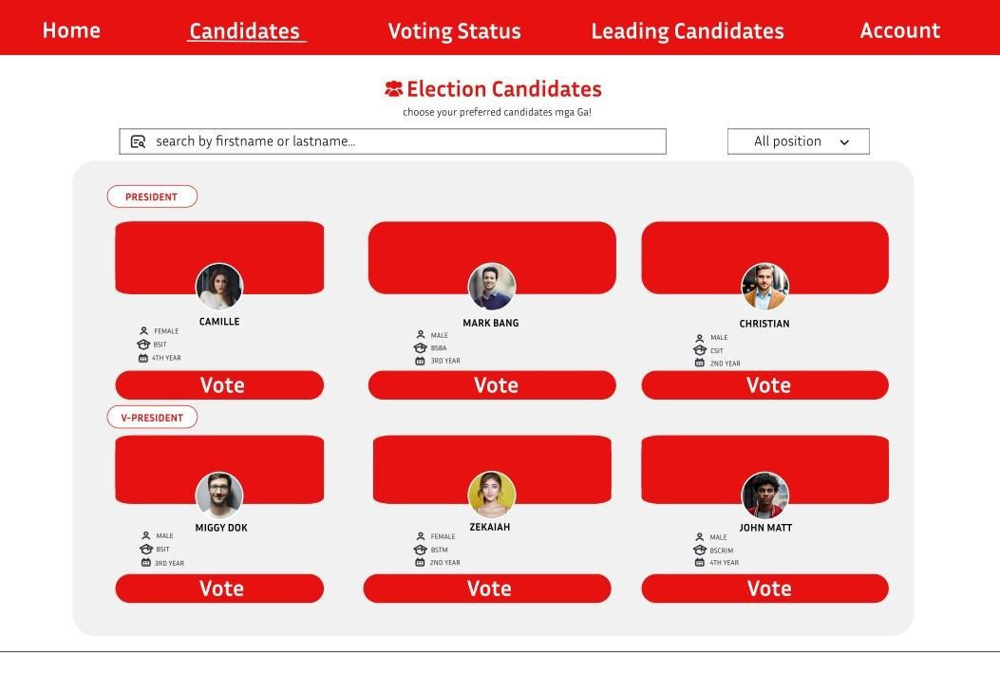 Home Candidates Voting Status Leading Candidates Account
Election Candidates
choose your preferred candidates mga Ga!
search by firstname or lastname...
All position
PRESIDENT
CAMILLE
FEMALE
BSIT
4TH YEAR
Vote
MARK BANG
MALE
BSBA
3RD YEAR
Vote
CHRISTIAN
MALE
CSIT
2ND YEAR
Vote
V-PRESIDENT
MIGGY DOK
MALE
BSIT
3RD YEAR
Vote
ZEKAIAH
FEMALE
BSTM
2ND YEAR
Vote
JOHN MATT
MALE
BSCRIM
4TH YEAR
Vote